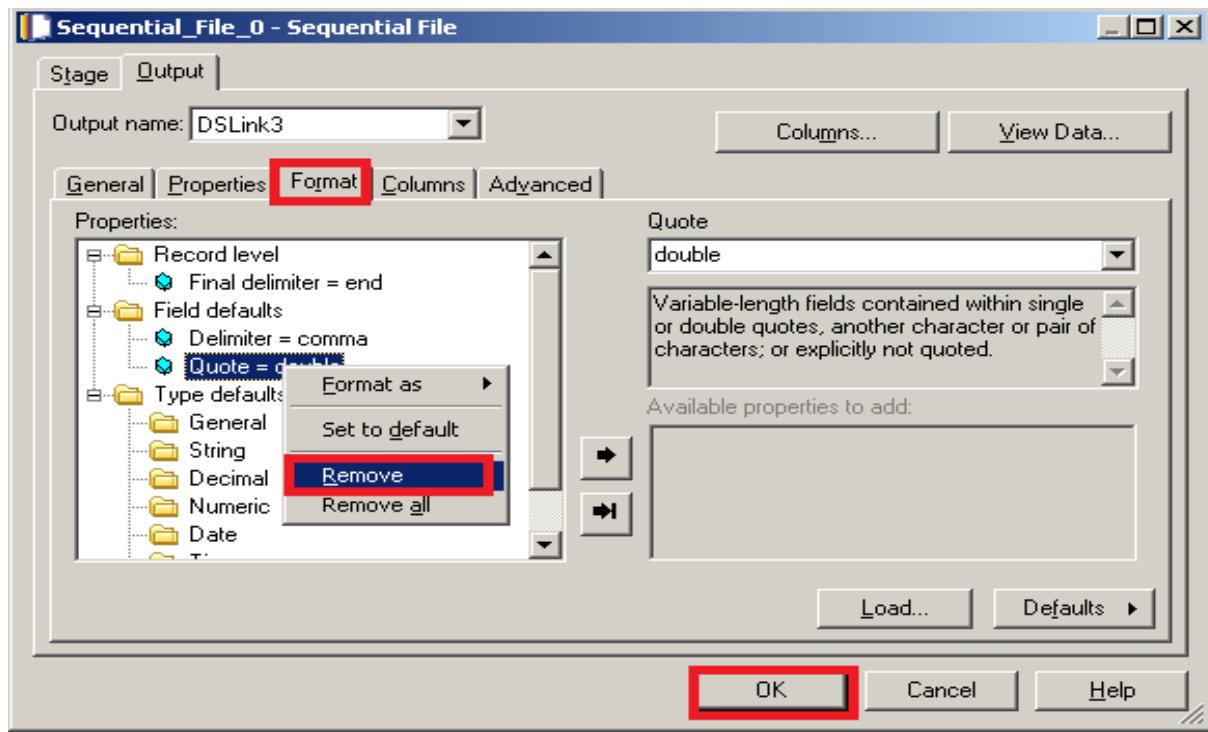 Sequential_File_0 - Sequential File
Stage Output
Output name: DSLink3
Columns... View Data...
General Properties Format Columns Advanced
Properties:
Record level
Final delimiter = end
Field defaults
Delimiter = comma
Quote =
Type defaults
General
String
Decimal
Numeric
Date
Format as
Set to default
Remove
Remove all
Quote
double
Variable-length fields contained within single
or double quotes, another character or pair of
characters; or explicitly not quoted.
Available properties to add:
Load... Defaults
OK Cancel Help